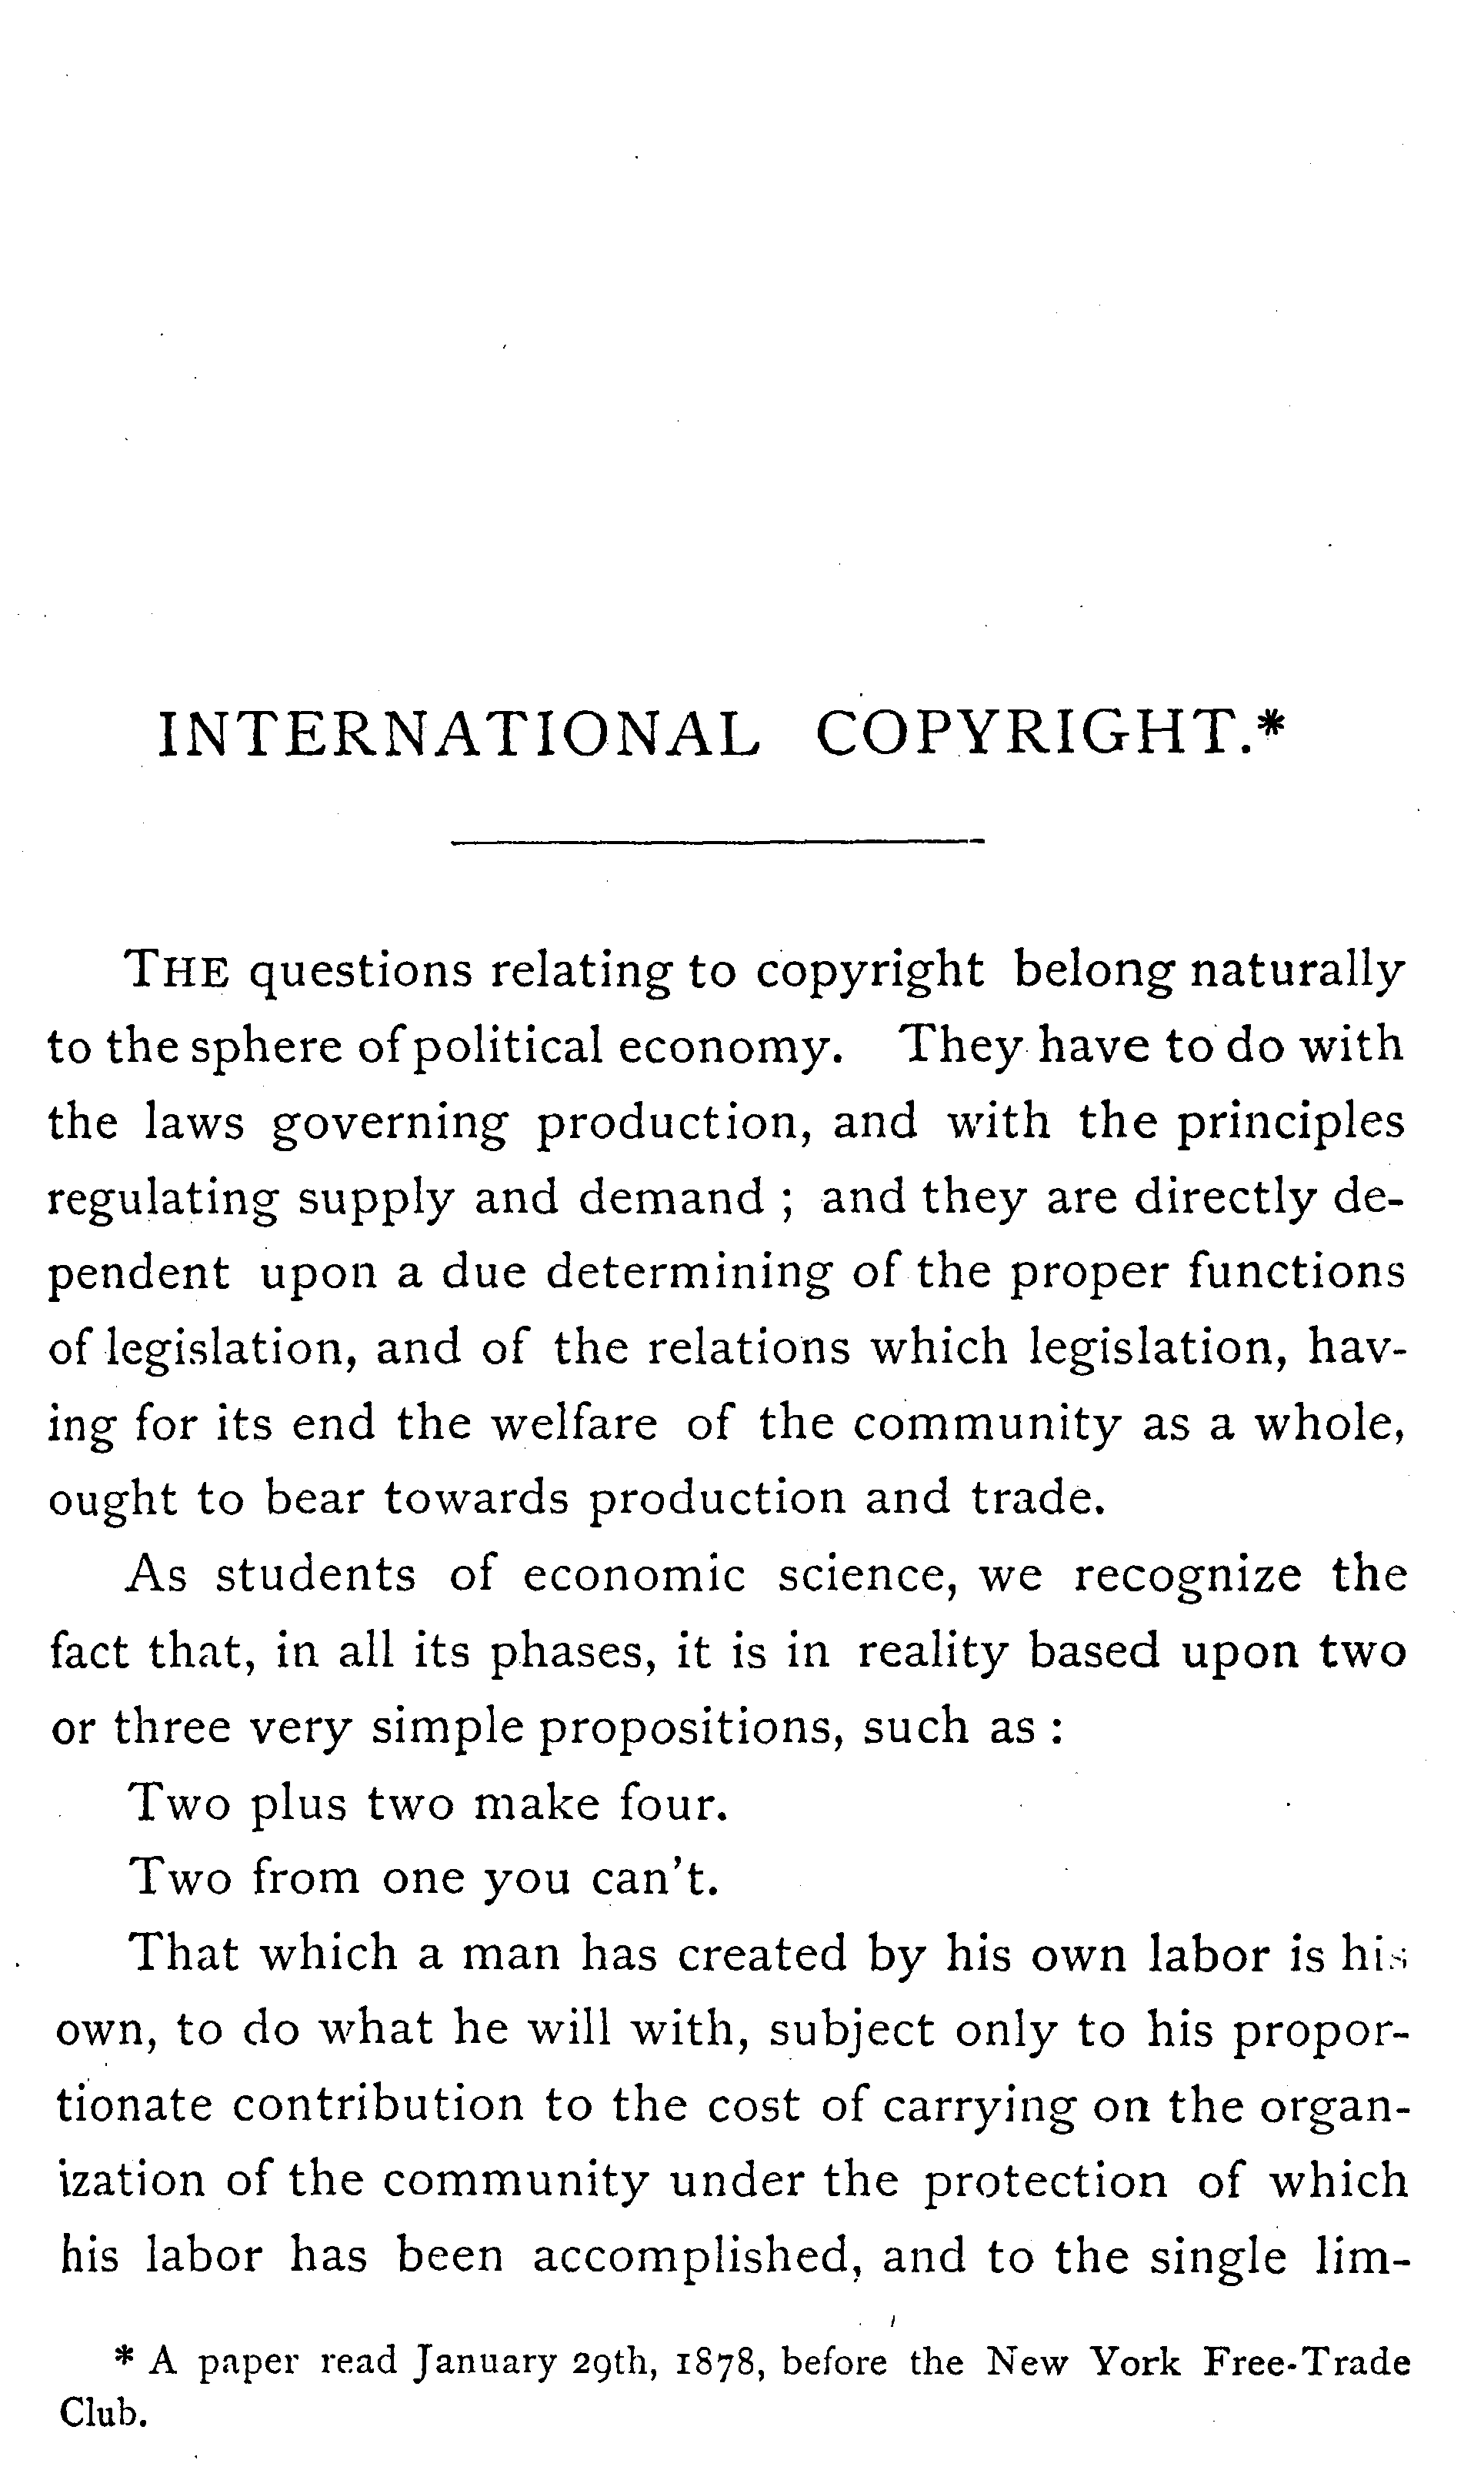 INTERNATIONAL COPYRIGHT.*
THE questions relating to copyright belong naturally
to the sphere of political economy. They have to do with
the laws governing production, and with the principles
regulating supply and demand ; and they are directly de-
pendent upon a due determining of the proper functions
of legislation, and of the relations which legislation, hav-
ing for its end the welfare of the community as a whole,
ought to bear towards production and trade.
As students of economic science, we recognize the
fact that, in all its phases, it is in reality based upon two
or three very simple propositions, such as :
Two plus two make four.
Two from one you can't.
That which a man has created by his own labor is his
own, to do what he will with, subject only to his propor-
tionate contribution to the cost of carrying on the organ-
ization of the community under the protection of which
his labor has been accomplished, and to the single lim-
* A paper read January 29th, 1878, before the New York Free-Trade
Club.